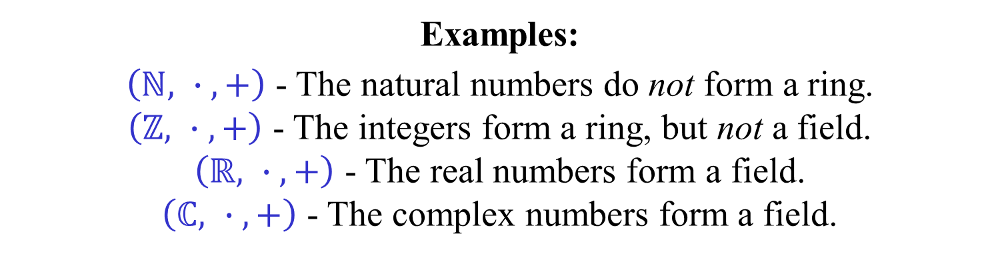 Examples:
(ℕ, ·,+) - The natural numbers do not form a ring.
(ℤ, ·,+) - The integers form a ring, but not a field.
(ℝ, ·,+) - The real numbers form a field.
(ℂ, ·,+) - The complex numbers form a field.